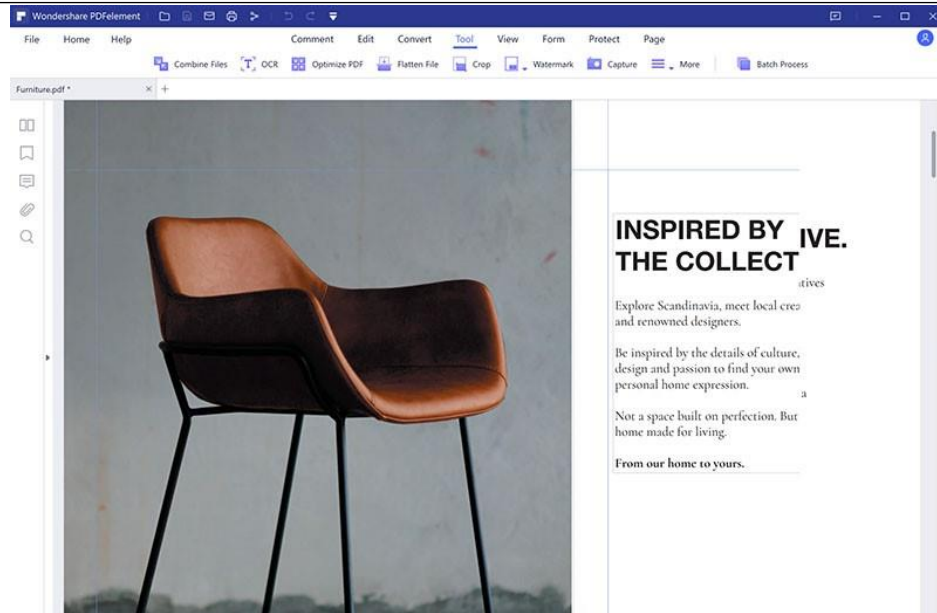 Wondershare PDFelement
File Home Help Comment Edit Convert Tool View Form Protect Page
Combine Files OCR Optimize PDF Flatten File Crop Watermark Capture More Batch Process
Furniture.pdf *
INSPIRED BY
THE COLLECT IVE.
atives
Explore Scandinavia, meet local crea
and renowned designers.
Be inspired by the details of culture,
design and passion to find your own
personal home expression.
a
Not a space built on perfection. But
home made for living.
From our home to yours.